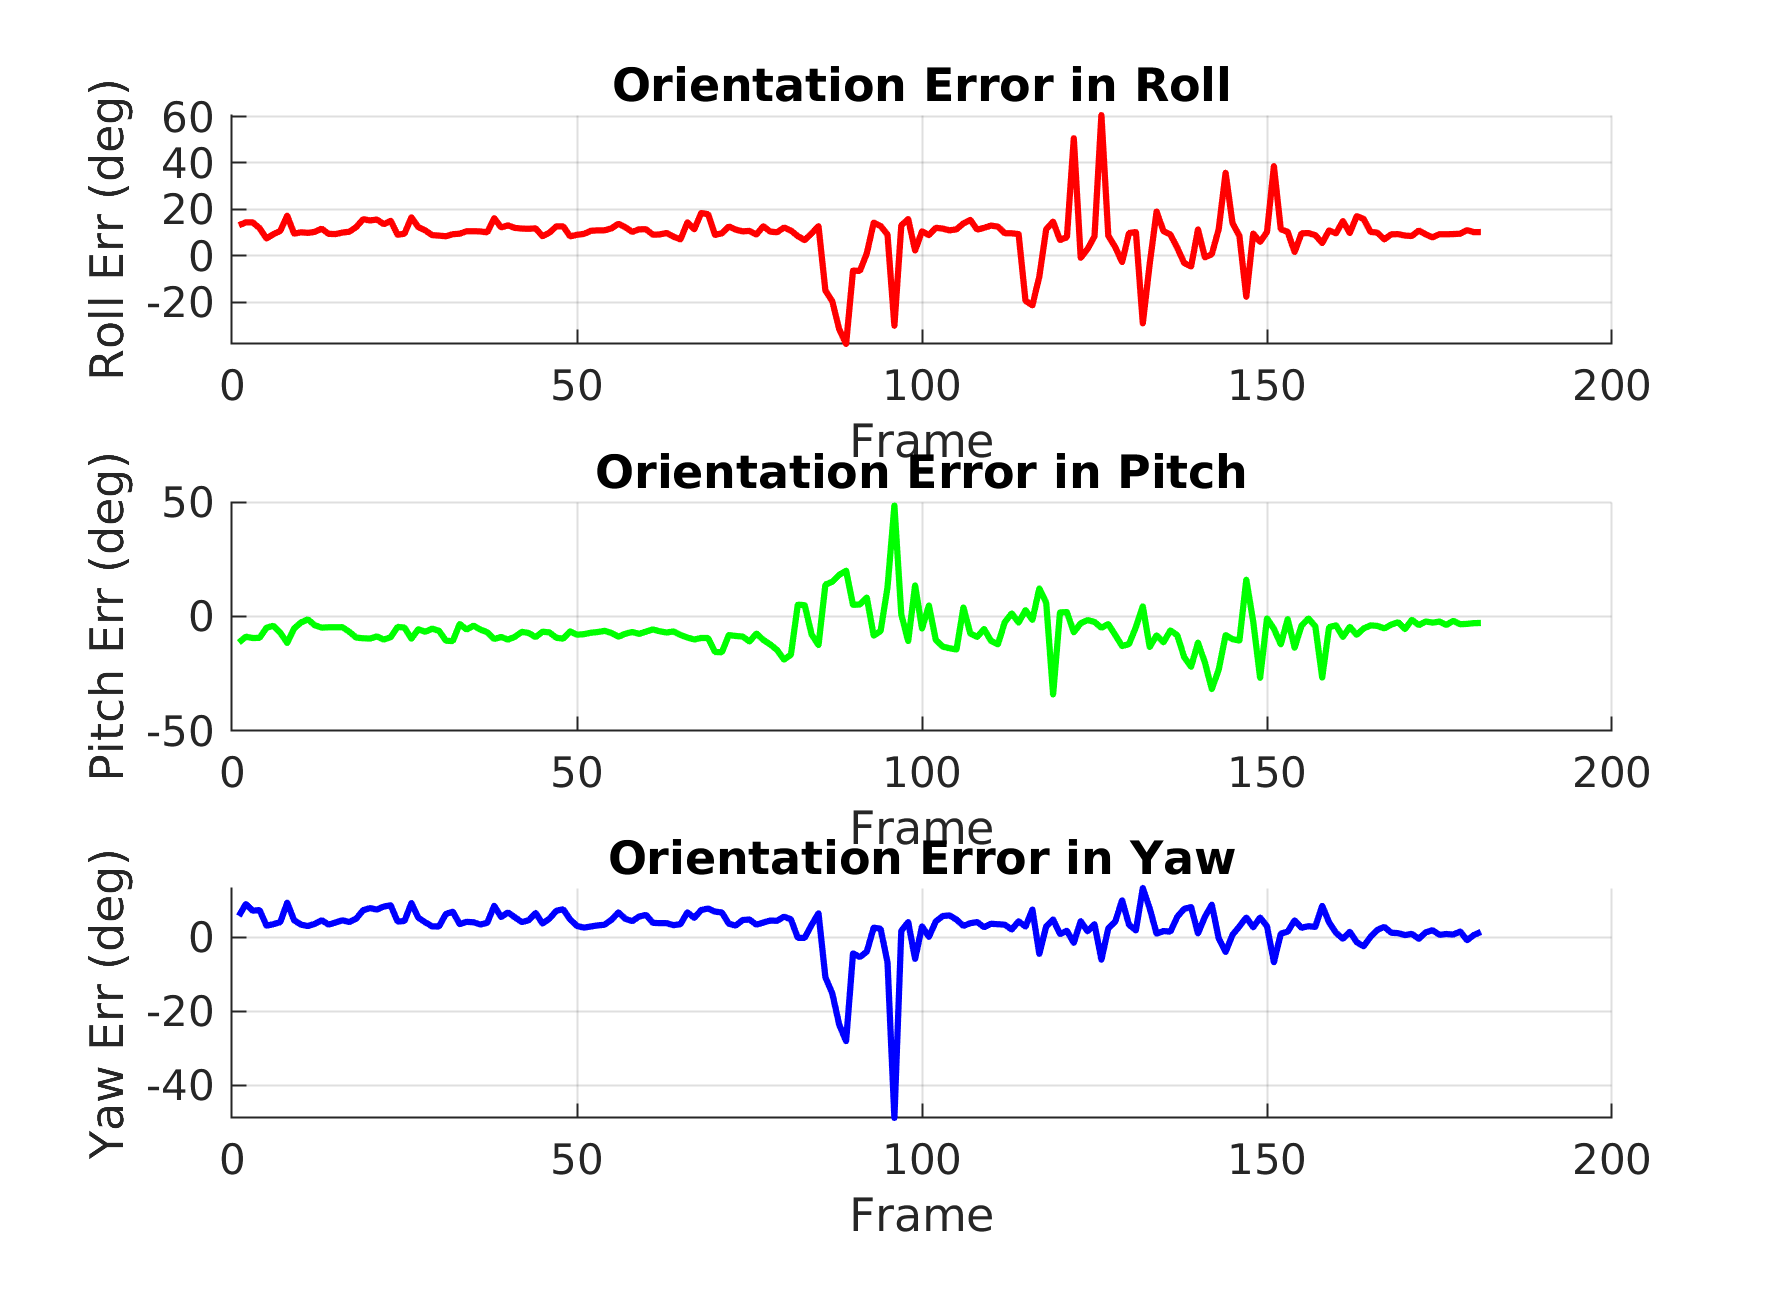 Orientation Error in Roll
Roll Err (deg)
60
40
20
0
-20
0 50 100 150 200
Frame
Orientation Error in Pitch
Pitch Err (deg)
50
0
-50
0 50 100 150 200
Frame
Orientation Error in Yaw
Yaw Err (deg)
0
-20
-40
0 50 100 150 200
Frame